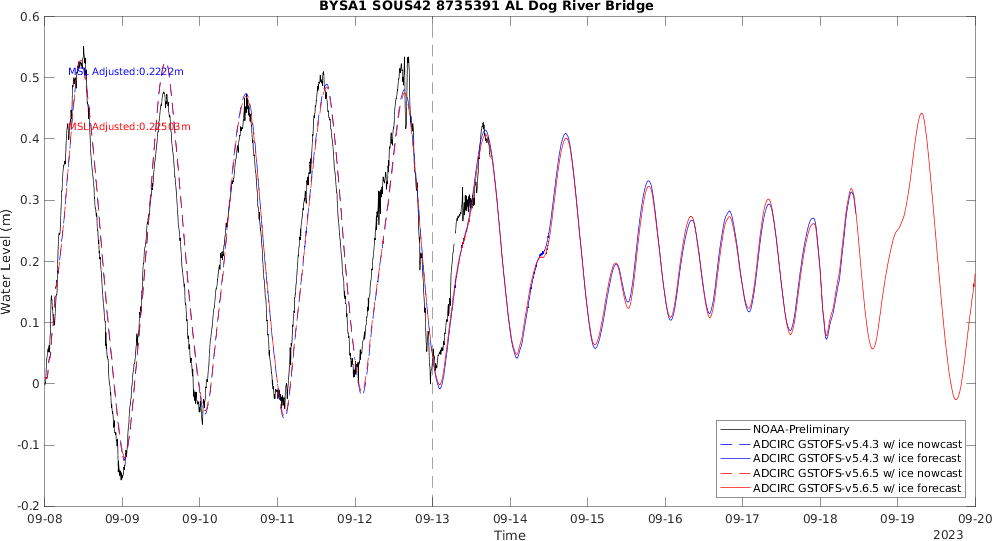 BYSA1 SOUS42 8735391 AL Dog River Bridge
0.6
0.5
0.4
0.3
0.2
0.1
0
-0.1
-0.2
Water Level (m)
MSL Adjusted:0.2222m
MSL Adjusted:0.22503m
NOAA-Preliminary
ADCIRC GSTOFS-v5.4.3 w/ ice nowcast
ADCIRC GSTOFS-v5.4.3 w/ ice forecast
ADCIRC GSTOFS-v5.6.5 w/ ice nowcast
ADCIRC GSTOFS-v5.6.5 w/ ice forecast
09-08 09-09 09-10 09-11 09-12 09-13 09-14 09-15 09-16 09-17 09-18 09-19 09-20
Time
2023